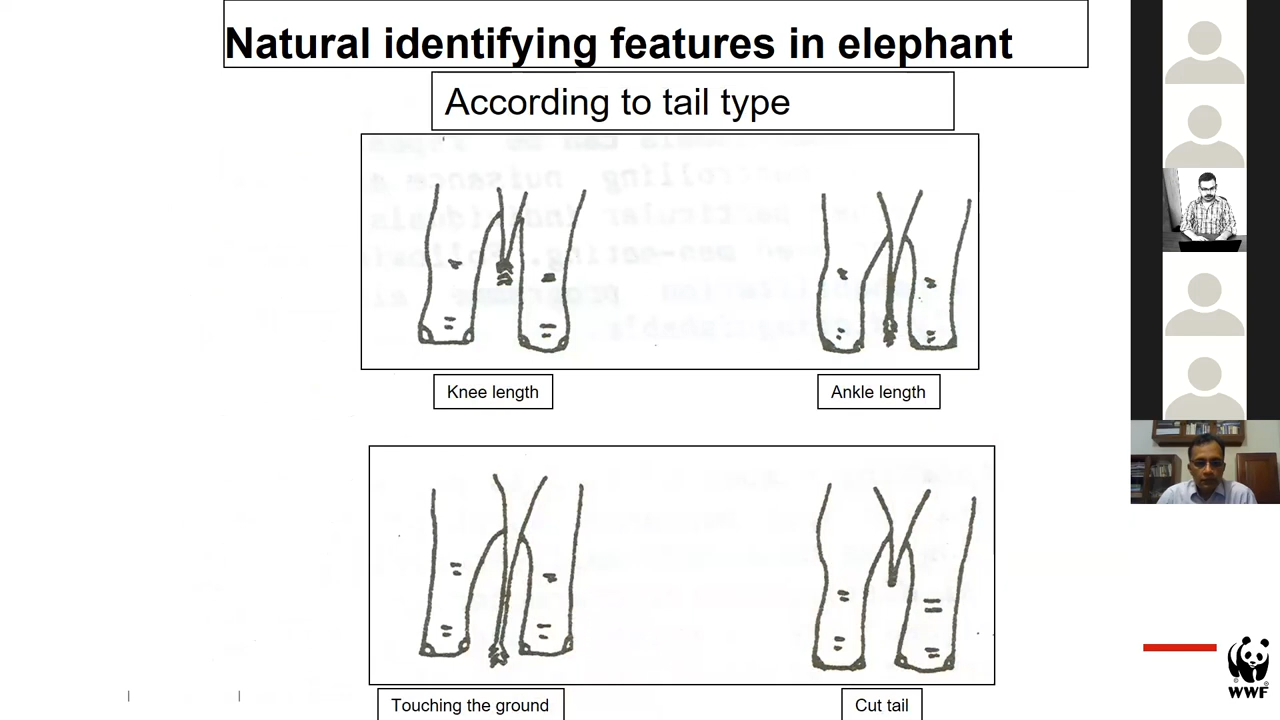 Natural identifying features in elephant
According to tail type
Knee length
Ankle length
Touching the ground
Cut tail
WWF